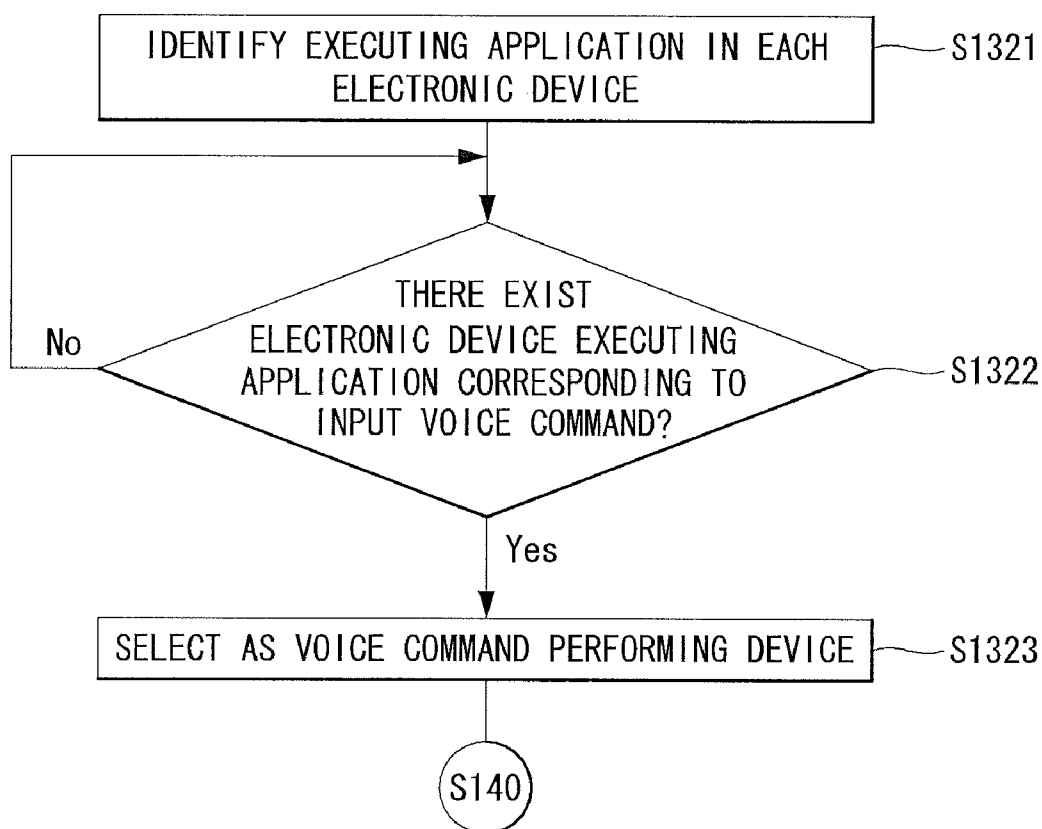 IDENTIFY EXECUTING APPLICATION IN EACH
ELECTRONIC DEVICE
S1321
THERE EXIST
ELECTRONIC DEVICE EXECUTING
APPLICATION CORRESPONDING TO
INPUT VOICE COMMAND?
No
S1322
Yes
SELECT AS VOICE COMMAND PERFORMING DEVICE
S1323
S140